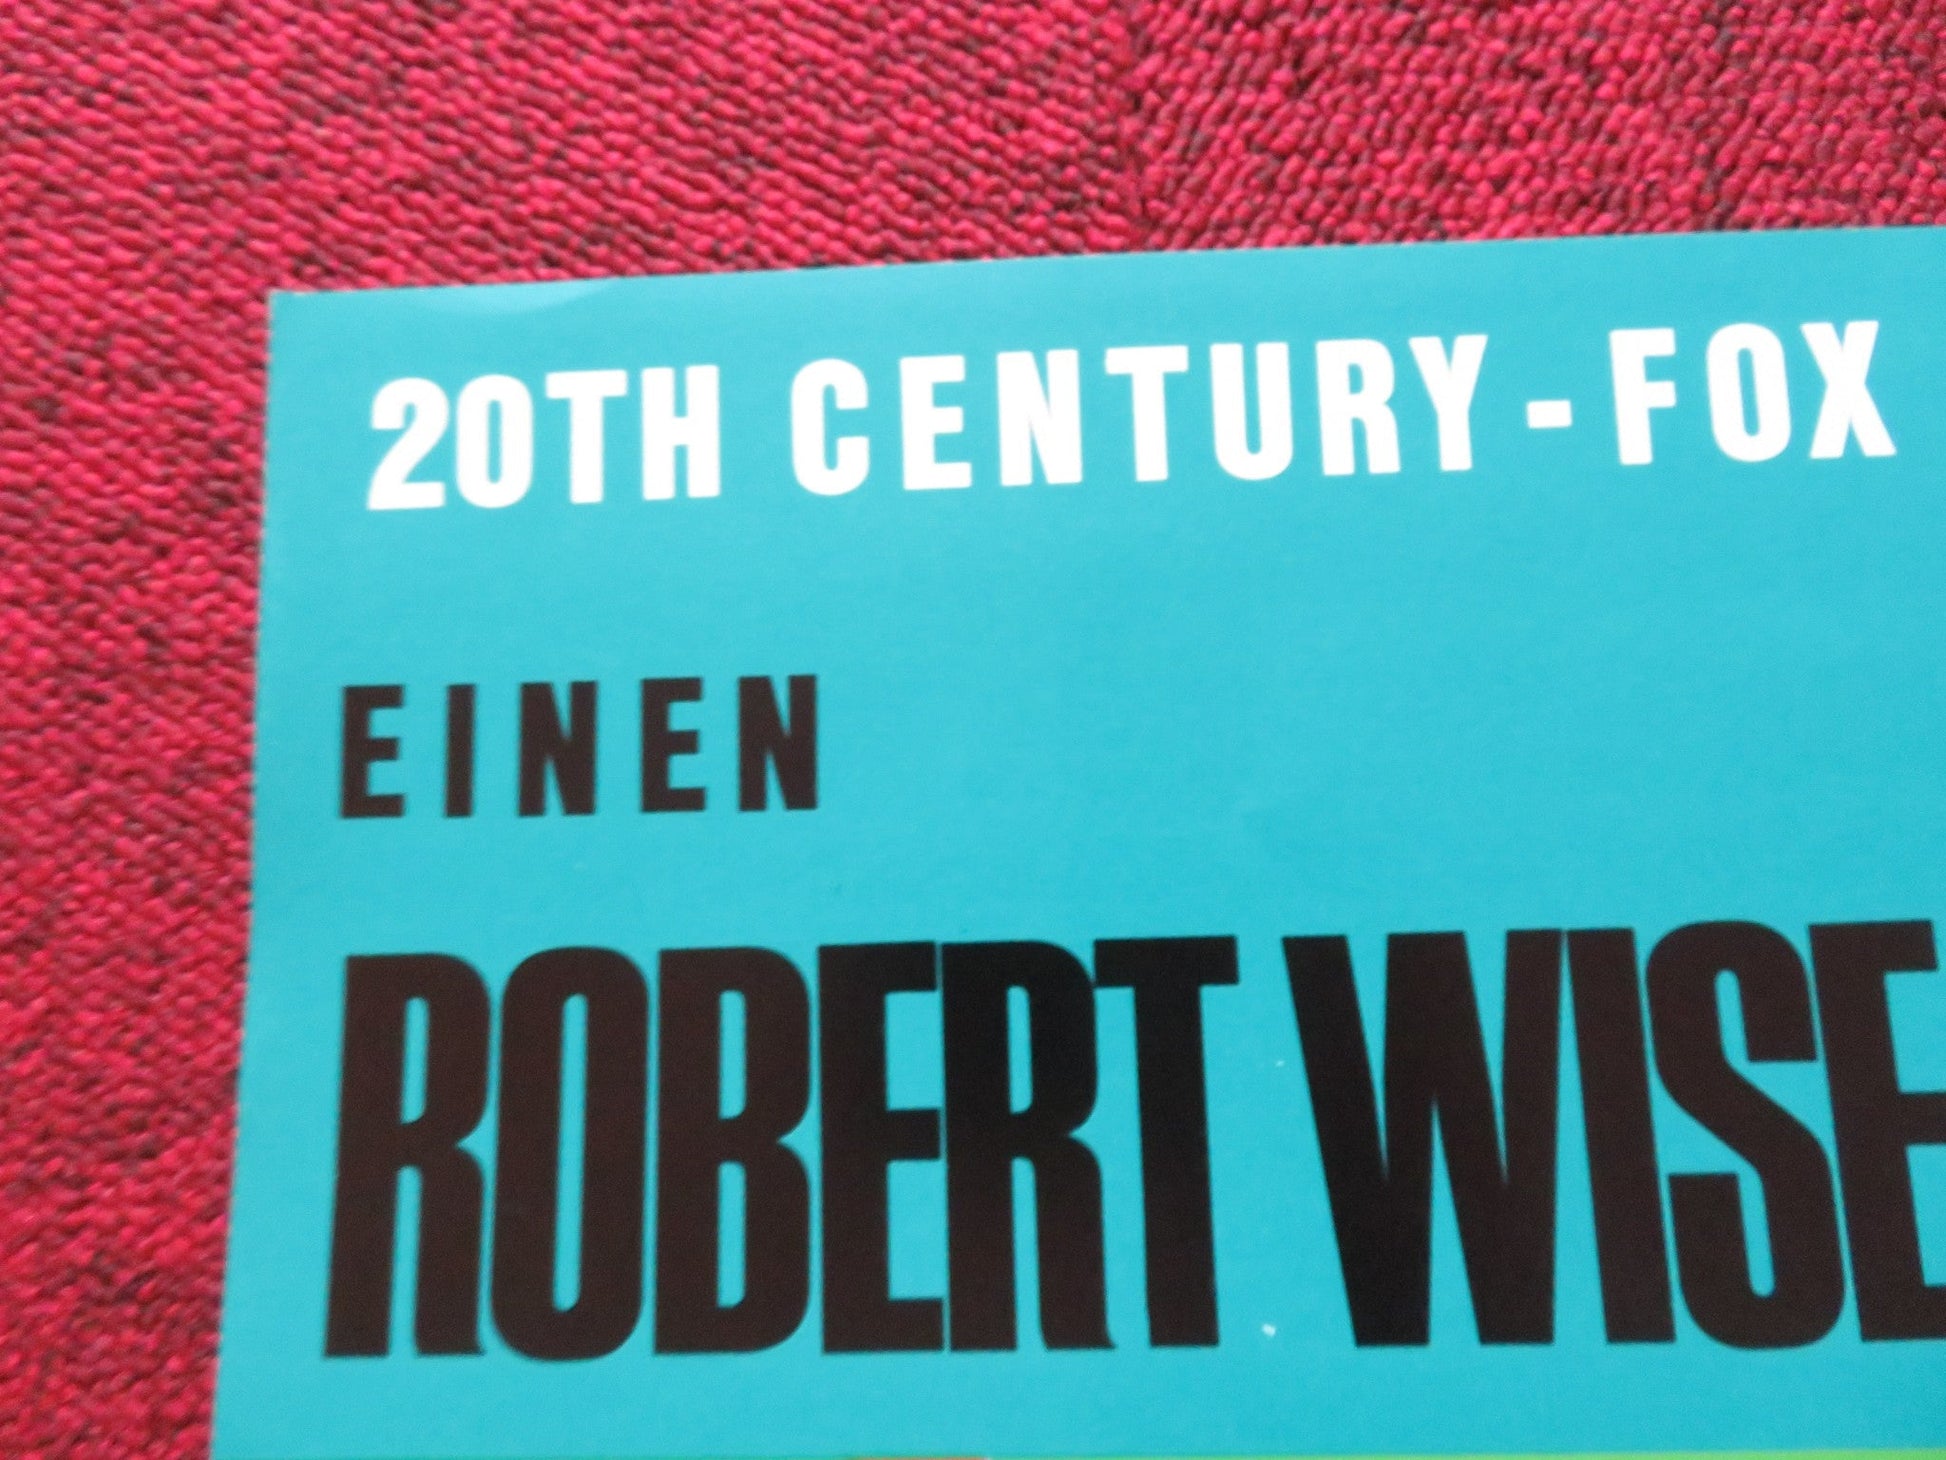 20TH CENTURY - FOX
EINEN
ROBERT WISE